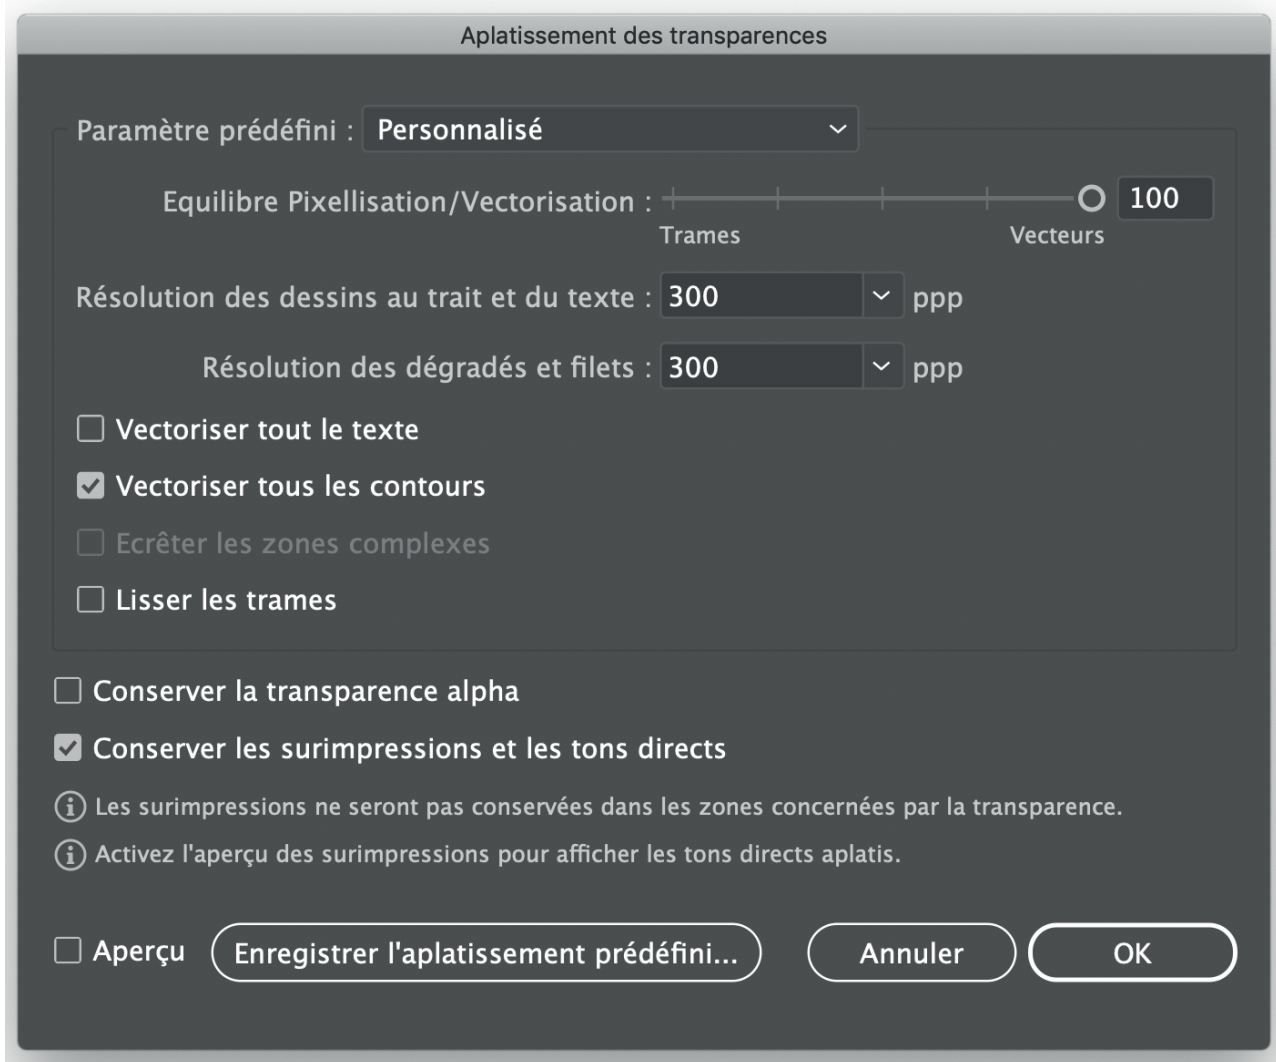 Aplatissement des transparences
Paramètre prédéfini : Personnalisé
Equilibre Pixellisation/Vectorisation : 100
Trames Vecteurs
Résolution des dessins au trait et du texte : 300 ppp
Résolution des dégradés et filets : 300 ppp
Vectoriser tout le texte
Vectoriser tous les contours
Ecrêter les zones complexes
Lisser les trames
Conserver la transparence alpha
Conserver les surimpressions et les tons directs
Les surimpressions ne seront pas conservées dans les zones concernées par la transparence.
Activez l'aperçu des surimpressions pour afficher les tons directs aplatis.
Aperçu Enregistrer l'aplatissement prédéfini... Annuler OK